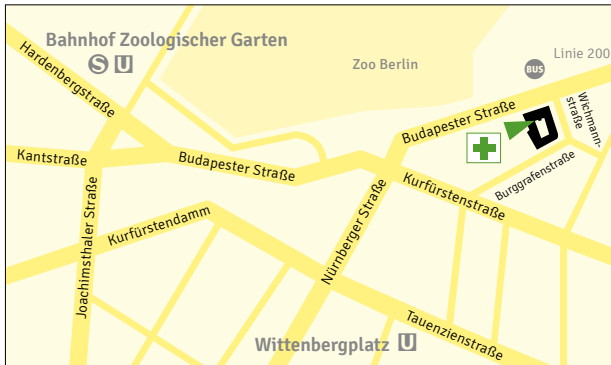 Bahnhof Zoologischer Garten
S U
Hardenbergstraße
Zoo Berlin
BUS
Linie 200
Budapester Straße
Wichmann-
straße
Kantstraße
Budapester Straße
Burggrafenstraße
Kurfürstenstraße
Joachimsthaler Straße
Kurfürstendamm
Nürnberger Straße
Tauenzienstraße
Wittenbergplatz U